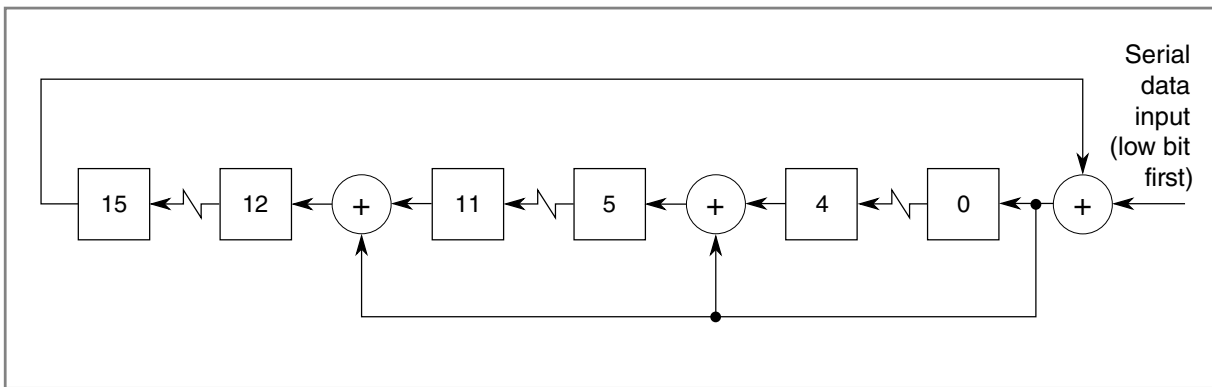 Serial
data
input
(low bit
first)
15
12
+
11
5
+
4
0
+